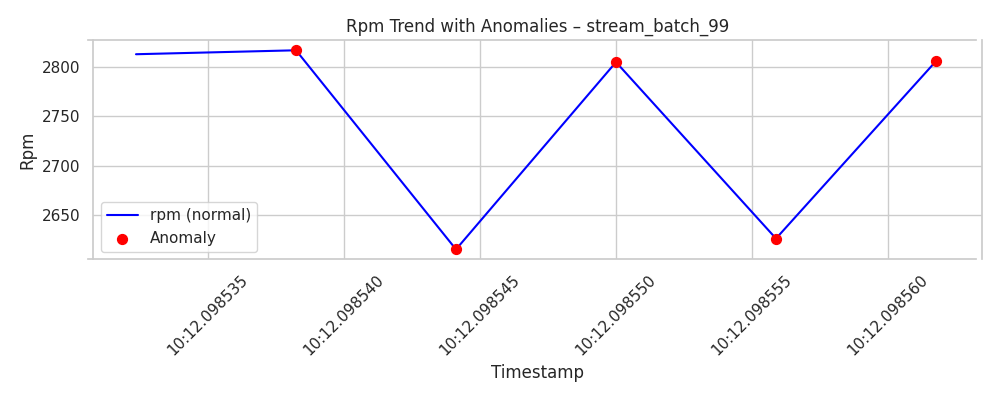 Rpm Trend with Anomalies – stream_batch_99
Rpm
2800
2750
2700
2650
rpm (normal)
Anomaly
10:12.098535
10:12.098540
10:12.098545
10:12.098550
10:12.098555
10:12.098560
Timestamp